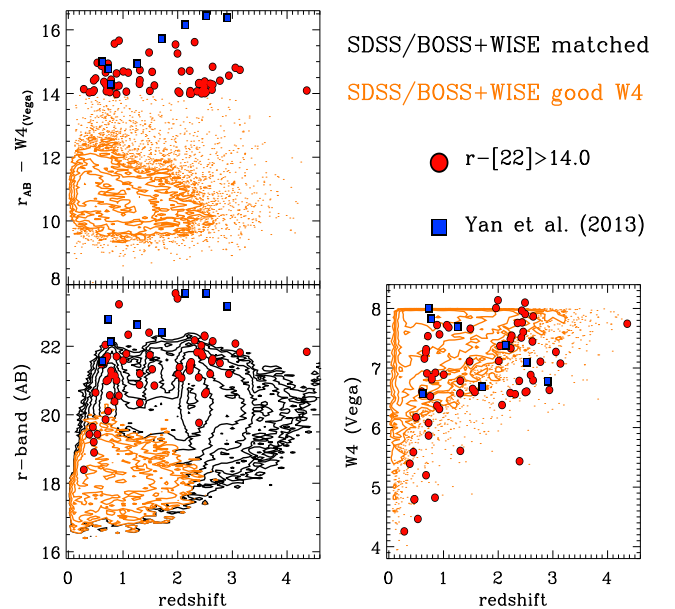 16
14
12
10
8
r_AB − W4_(Vega)
SDSS/BOSS+WISE matched
SDSS/BOSS+WISE good W4
r−[22]>14.0
Yan et al. (2013)
22
20
18
16
r−band (AB)
0 1 2 3 4
redshift
8
7
6
5
4
W4 (Vega)
0 1 2 3 4
redshift